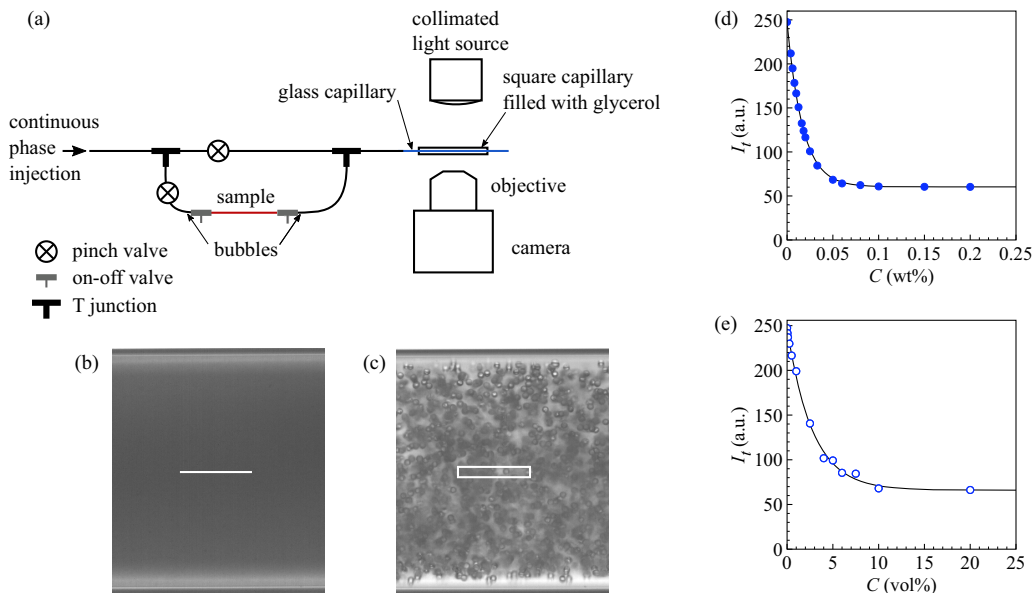 (a)
collimated
light source
glass capillary
square capillary
filled with glycerol
continuous
phase
injection
sample
bubbles
objective
camera
pinch valve
on-off valve
T junction
(b)
(c)
(d)
250
200
150
100
50
0
I_t (a.u.)
0 0.05 0.1 0.15 0.2 0.25
C (wt%)
(e)
250
200
150
100
50
0
I_t (a.u.)
0 5 10 15 20 25
C (vol%)